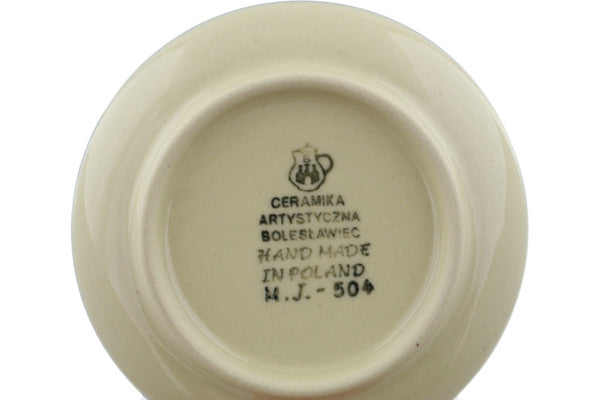 CERAMIKA
ARTYSTYCZNA
BOLESŁAWIEC
HAND MADE
IN POLAND
M.J.-504